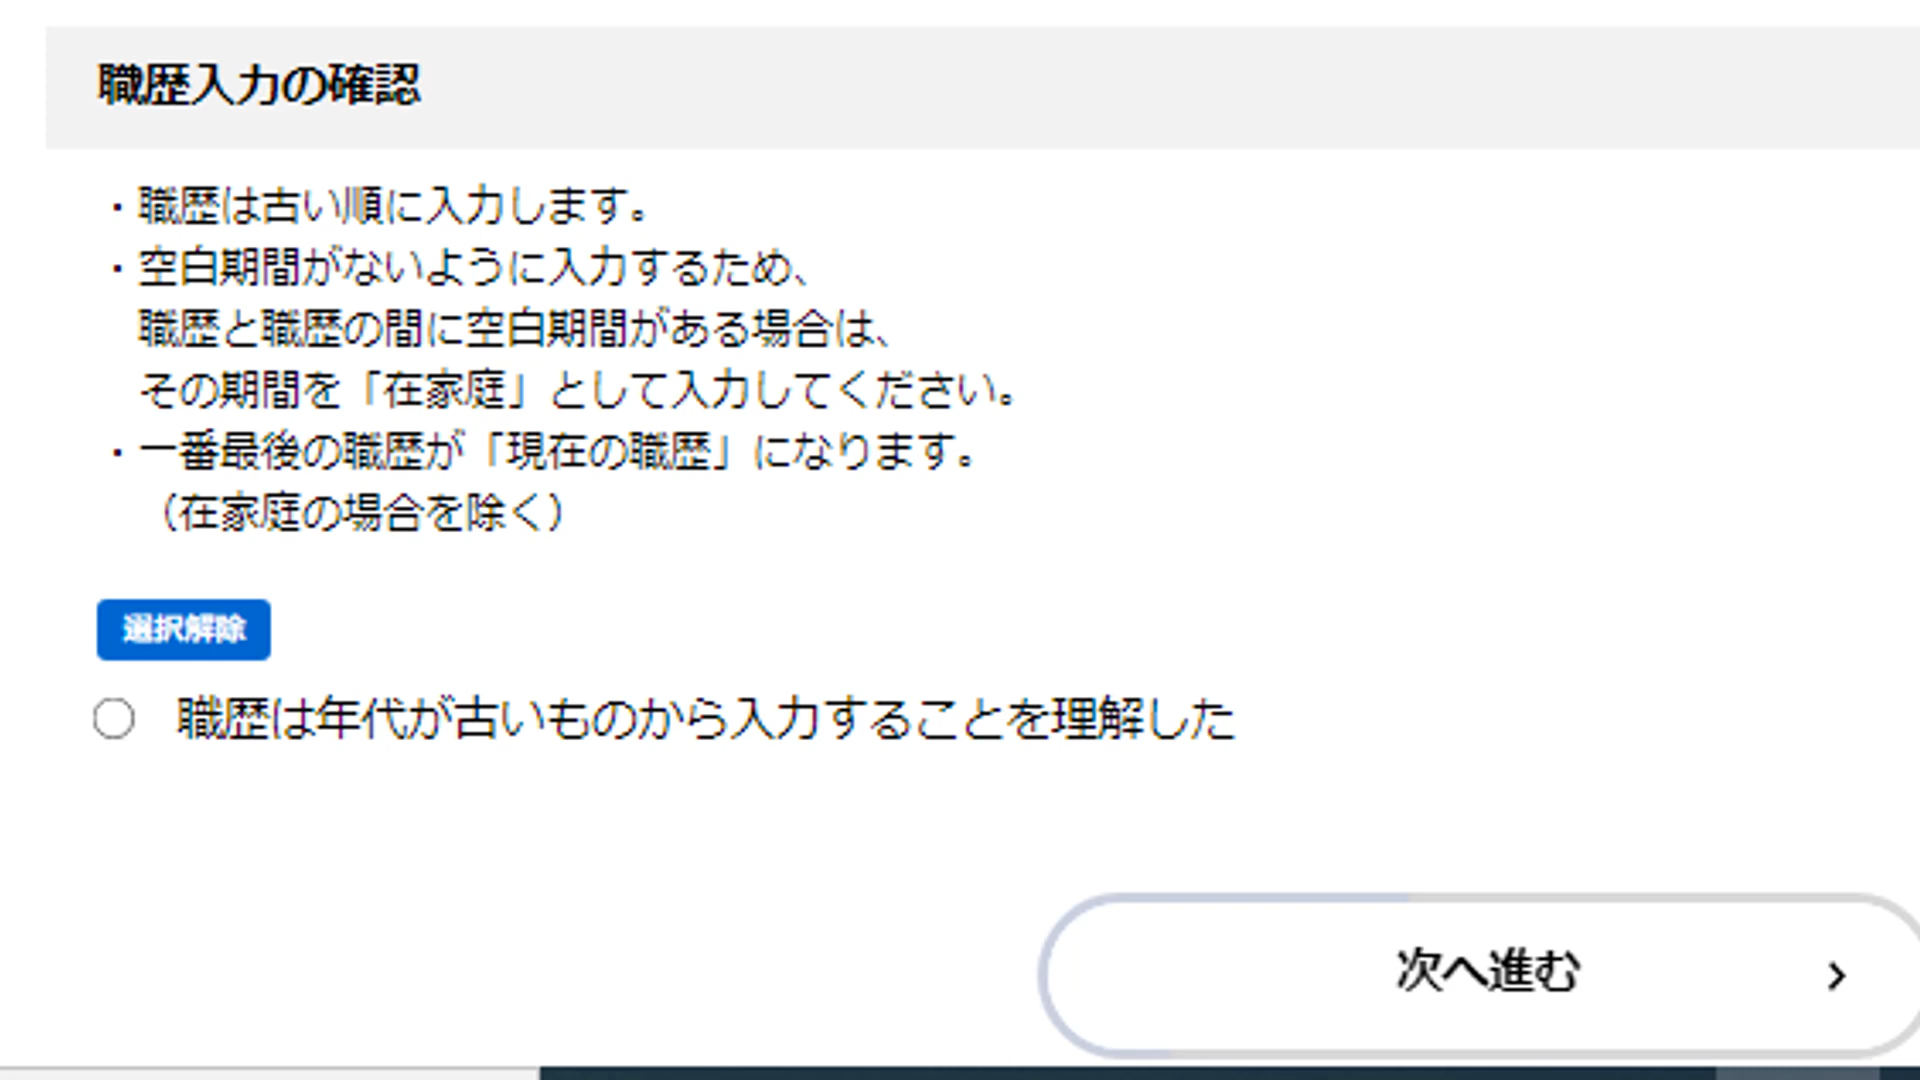 職歴入力の確認
・職歴は古い順に入力します。
・空白期間がないように入力するため、
職歴と職歴の間に空白期間がある場合は、
その期間を「在家庭」として入力してください。
・一番最後の職歴が「現在の職歴」になります。
（在家庭の場合を除く）
選択解除
職歴は年代が古いものから入力することを理解した
次へ進む